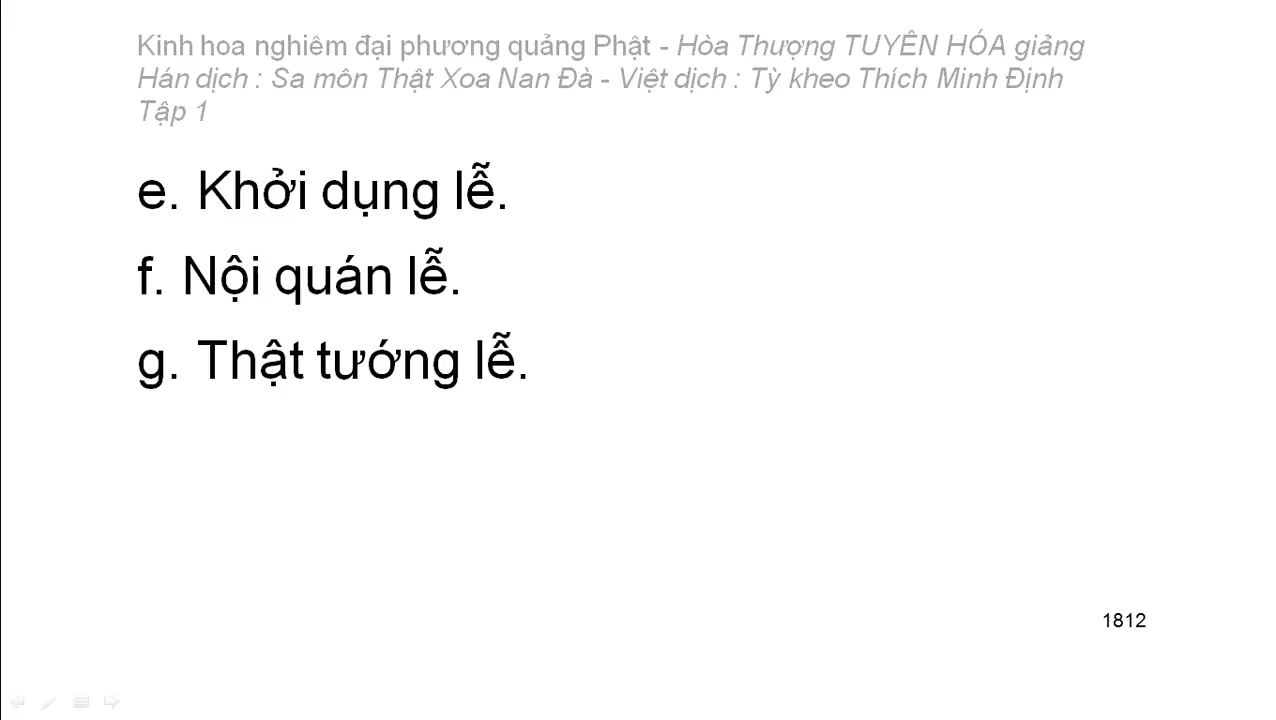 Kinh hoa nghiêm đại phương quảng Phật - Hòa Thượng TUYÊN HÓA giảng
Hán dịch : Sa môn Thật Xoa Nan Đà - Việt dịch : Tỳ kheo Thích Minh Định
Tập 1
e. Khởi dụng lễ.
f. Nội quán lễ.
g. Thật tướng lễ.
1812